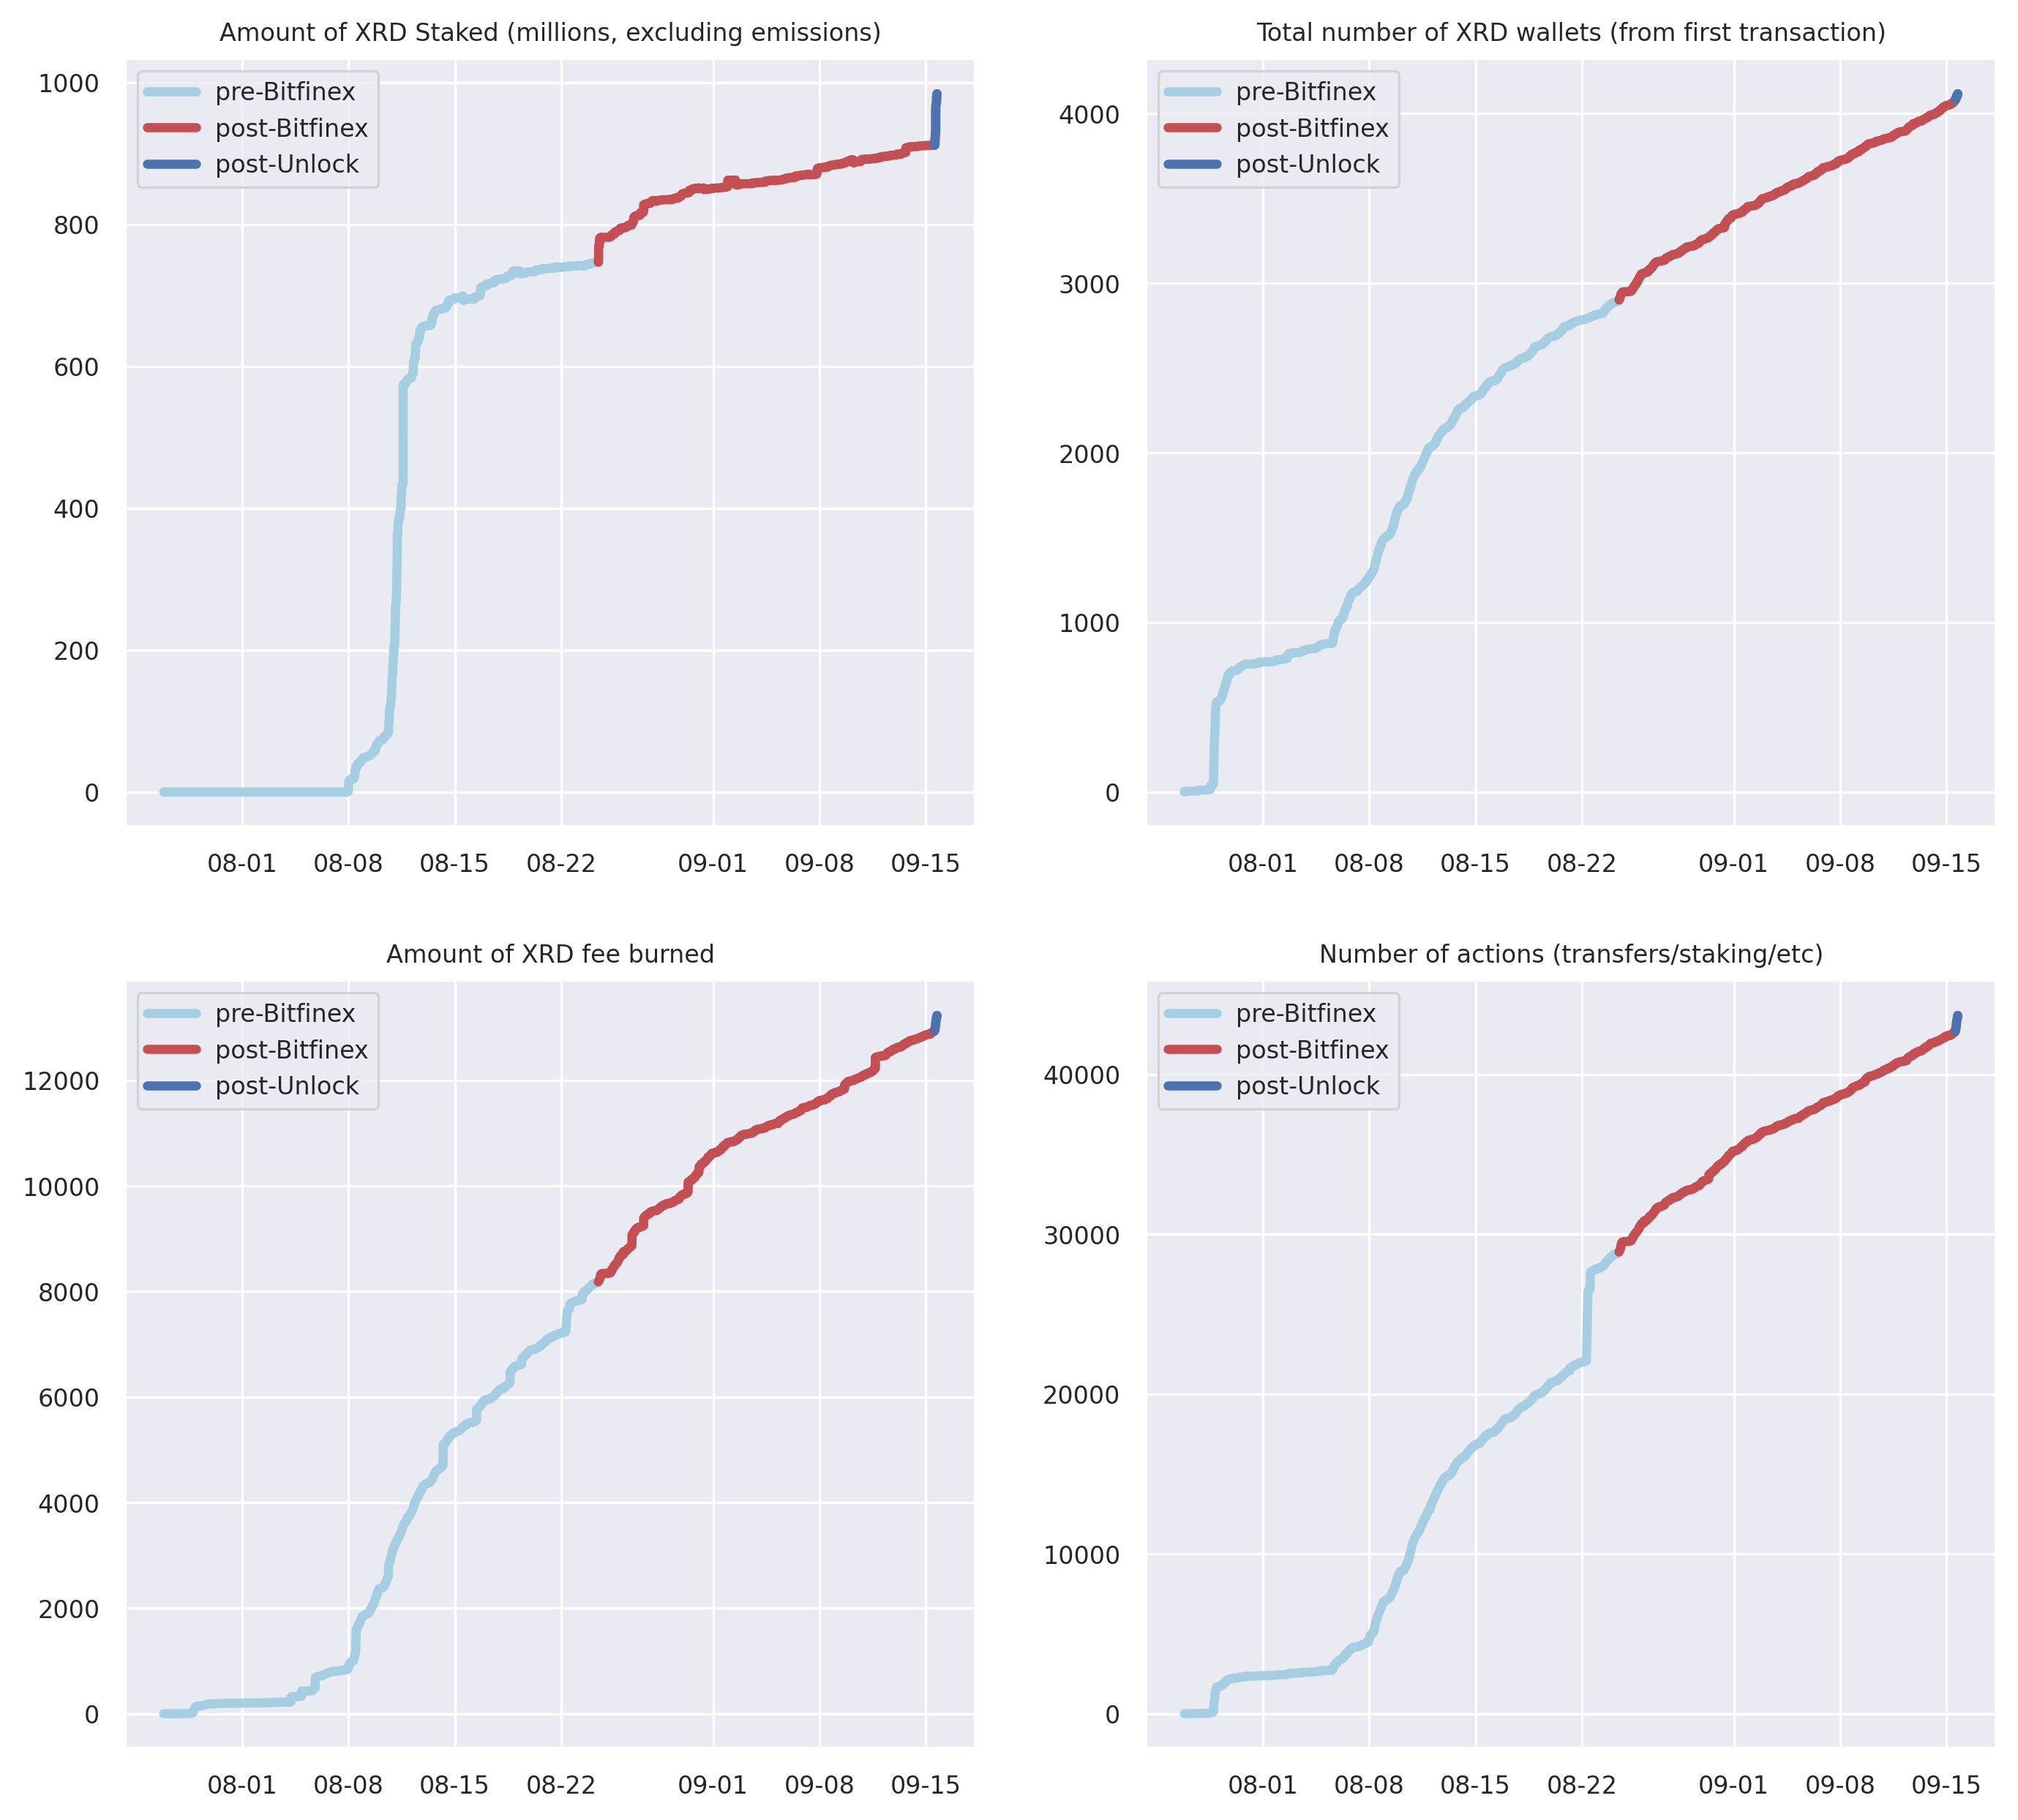 Amount of XRD Staked (millions, excluding emissions)
pre-Bitfinex
post-Bitfinex
post-Unlock
1000
800
600
400
200
0
08-01 08-08 08-15 08-22 09-01 09-08 09-15
Total number of XRD wallets (from first transaction)
pre-Bitfinex
post-Bitfinex
post-Unlock
4000
3000
2000
1000
0
08-01 08-08 08-15 08-22 09-01 09-08 09-15
Amount of XRD fee burned
pre-Bitfinex
post-Bitfinex
post-Unlock
12000
10000
8000
6000
4000
2000
0
08-01 08-08 08-15 08-22 09-01 09-08 09-15
Number of actions (transfers/staking/etc)
pre-Bitfinex
post-Bitfinex
post-Unlock
40000
30000
20000
10000
0
08-01 08-08 08-15 08-22 09-01 09-08 09-15